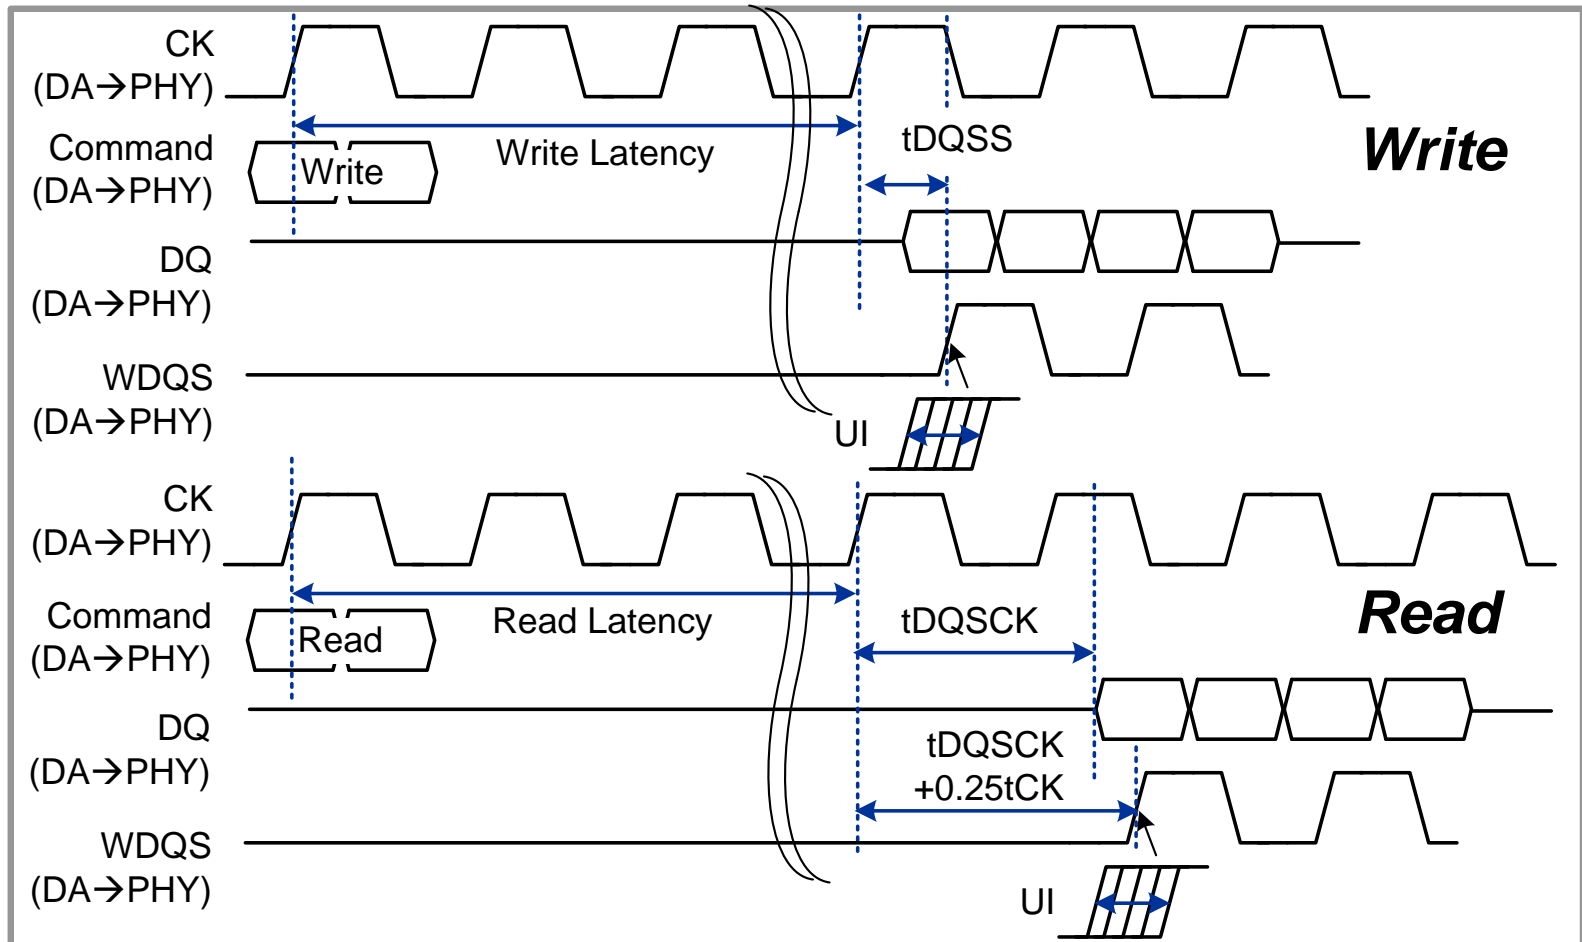 CK
(DA→PHY)
Command
(DA→PHY)
Write
Write Latency
tDQSS
Write
DQ
(DA→PHY)
WDQS
(DA→PHY)
UI
CK
(DA→PHY)
Command
(DA→PHY)
Read
Read Latency
tDQSCK
Read
DQ
(DA→PHY)
tDQSCK
+0.25tCK
WDQS
(DA→PHY)
UI